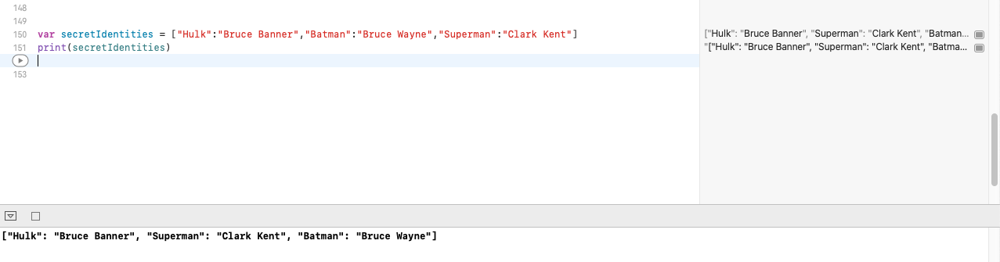 148
149
150 var secretIdentities = ["Hulk":"Bruce Banner","Batman":"Bruce Wayne","Superman":"Clark Kent"]
["Hulk": "Bruce Banner", "Superman": "Clark Kent", "Batman...
151 print(secretIdentities)
"["Hulk": "Bruce Banner", "Superman": "Clark Kent", "Batma...
153
["Hulk": "Bruce Banner", "Superman": "Clark Kent", "Batman": "Bruce Wayne"]